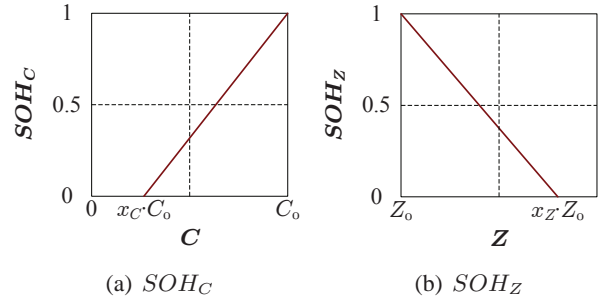 1
SOH_C
0.5
0
0
x_C·C_o
C_o
C
(a) SOH_C
1
SOH_Z
0.5
0
Z_o
x_Z·Z_o
Z
(b) SOH_Z